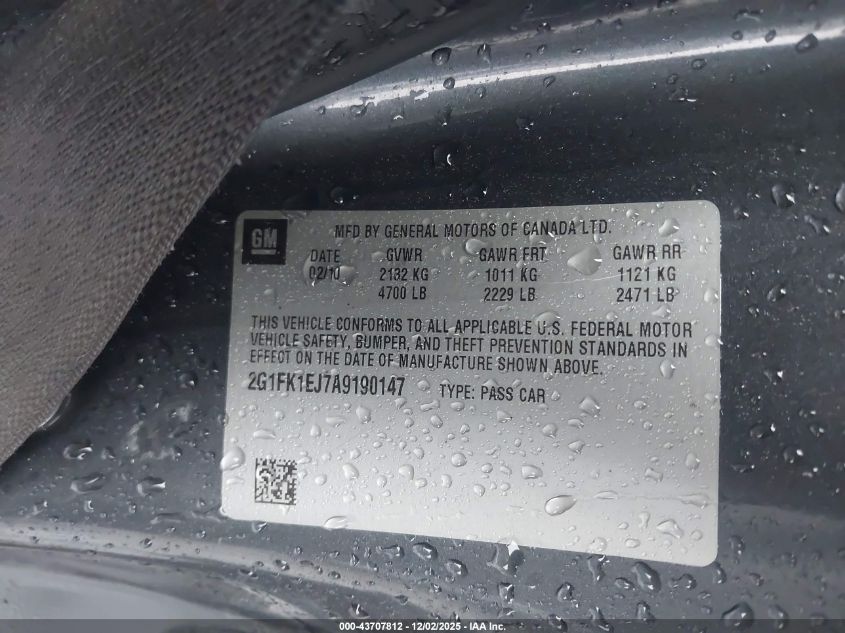 GM
MFD BY GENERAL MOTORS OF CANADA LTD.
DATE GVWR GAWR FRT GAWR RR
02/10 2132 KG 1011 KG 1121 KG
4700 LB 2229 LB 2471 LB
THIS VEHICLE CONFORMS TO ALL APPLICABLE U.S. FEDERAL MOTOR
VEHICLE SAFETY, BUMPER, AND THEFT PREVENTION STANDARDS IN
EFFECT ON THE DATE OF MANUFACTURE SHOWN ABOVE.
2G1FK1EJ7A9190147 TYPE: PASS CAR
000-43707812 - 12/02/2025 - IAA Inc.